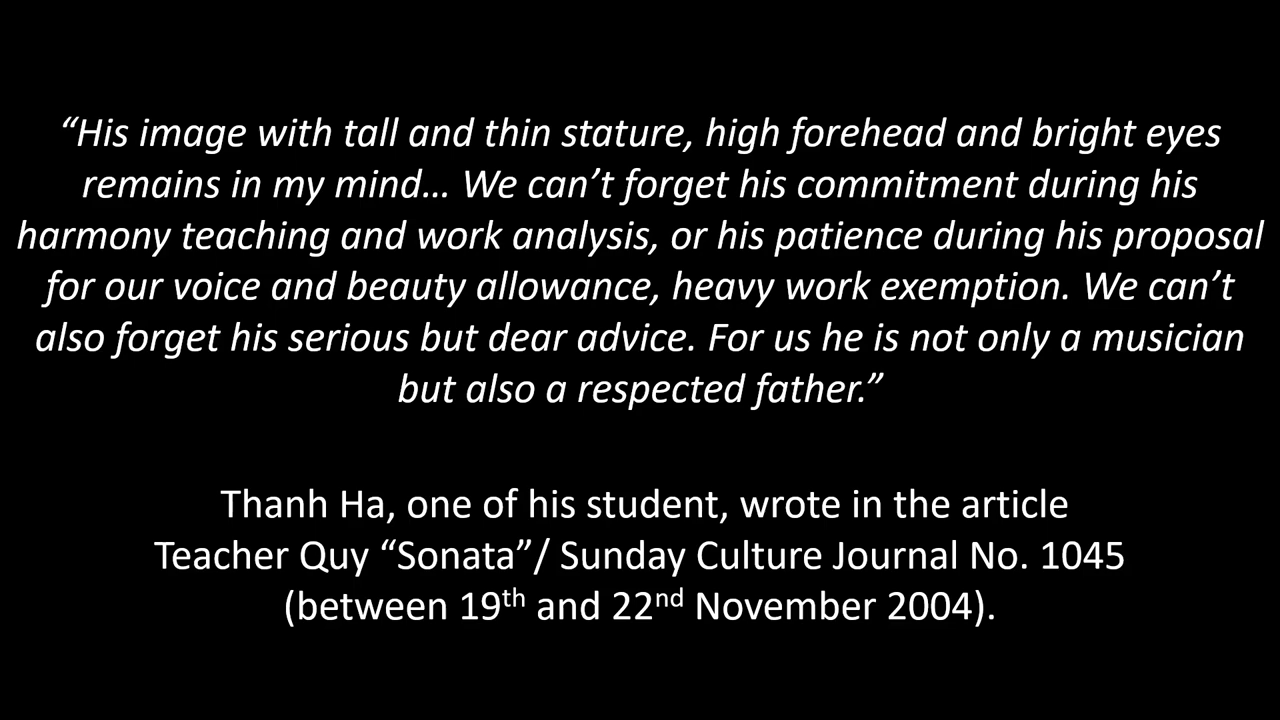 “His image with tall and thin stature, high forehead and bright eyes
remains in my mind… We can’t forget his commitment during his
harmony teaching and work analysis, or his patience during his proposal
for our voice and beauty allowance, heavy work exemption. We can’t
also forget his serious but dear advice. For us he is not only a musician
but also a respected father.”
Thanh Ha, one of his student, wrote in the article
Teacher Quy “Sonata”/ Sunday Culture Journal No. 1045
(between 19th and 22nd November 2004).